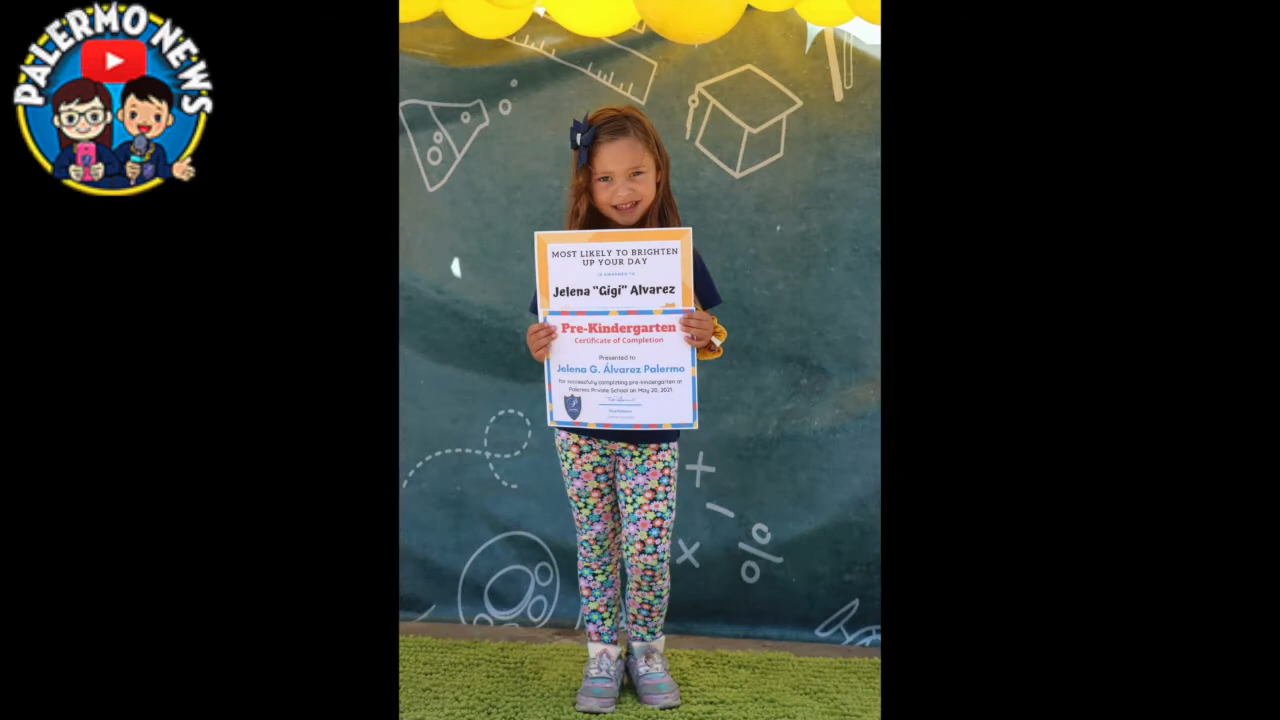 PALERMO NEWS
MOST LIKELY TO BRIGHTEN
UP YOUR DAY
IS AWARDED TO
Jelena "Gigi" Alvarez
Pre-Kindergarten
Certificate of Completion
Presented to
Jelena G. Álvarez Palermo
for successfully completing pre-kindergarten at
Palermo Private School on May 20, 2021.
%